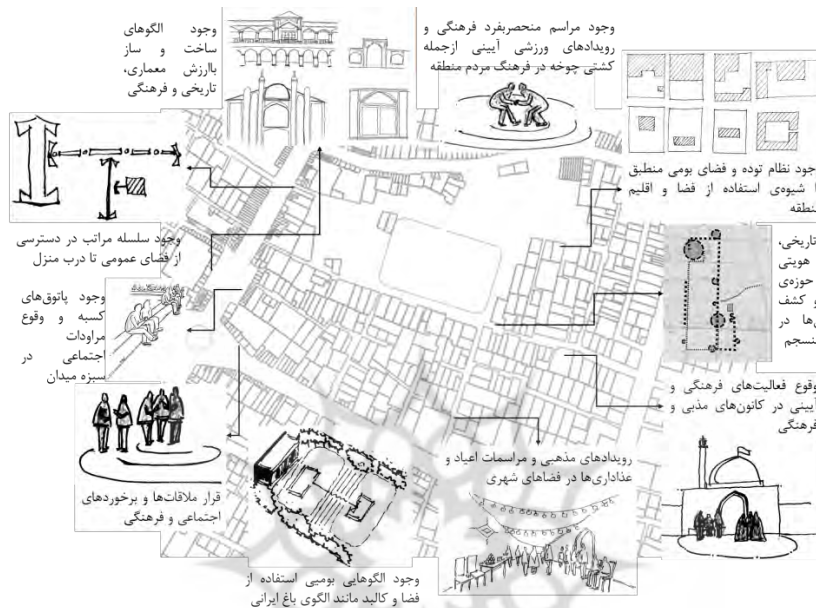 وجود الگوهای
ساخت و ساز
باارزش معماری،
تاریخی و فرهنگی
وجود مراسم منحصربفرد فرهنگی و
رویدادهای ورزشی آیینی ازجمله
کشتی چوخه در فرهنگ مردم منطقه
وجود نظام توده و فضای بومی منطبق
با شیوه‌ی استفاده از فضا و اقلیم
منطقه
وجود سلسله مراتب در دسترسی
از فضای عمومی تا درب منزل
تاریخی،
هویتی
حوزه‌ی
و کشف
در
منسجم
وجود پاتوق‌های
کسبه و وقوع
مراودات
اجتماعی در
سبزه میدان
وقوع فعالیت‌های فرهنگی و
آیینی در کانون‌های مذبی و
فرهنگی
قرار ملاقات‌ها و برخوردهای
اجتماعی و فرهنگی
رویدادهای مذهبی و مراسمات اعیاد و
عذاداری‌ها در فضاهای شهری
وجود الگوهایی بومیی استفاده از
فضا و کالبد مانند الگوی باغ ایرانی